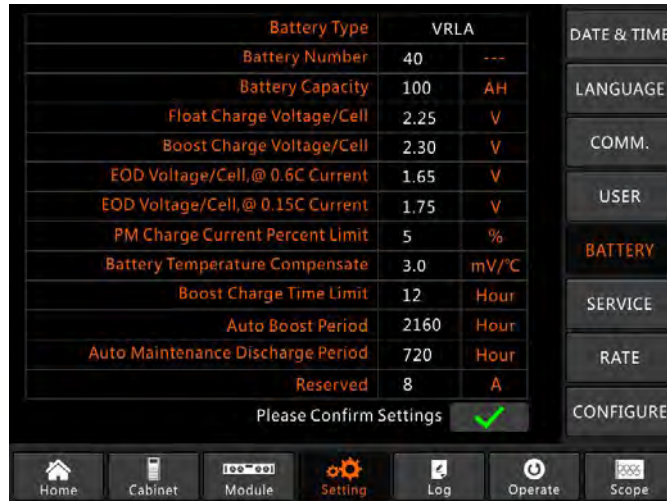 Battery Type VRLA
Battery Number 40 ---
Battery Capacity 100 AH
Float Charge Voltage/Cell 2.25 V
Boost Charge Voltage/Cell 2.30 V
EOD Voltage/Cell,@ 0.6C Current 1.65 V
EOD Voltage/Cell,@ 0.15C Current 1.75 V
PM Charge Current Percent Limit 5 %
Battery Temperature Compensate 3.0 mV/℃
Boost Charge Time Limit 12 Hour
Auto Boost Period 2160 Hour
Auto Maintenance Discharge Period 720 Hour
Reserved 8 A
Please Confirm Settings
DATE & TIME
LANGUAGE
COMM.
USER
BATTERY
SERVICE
RATE
CONFIGURE
Home Cabinet Module Setting Log Operate Scope